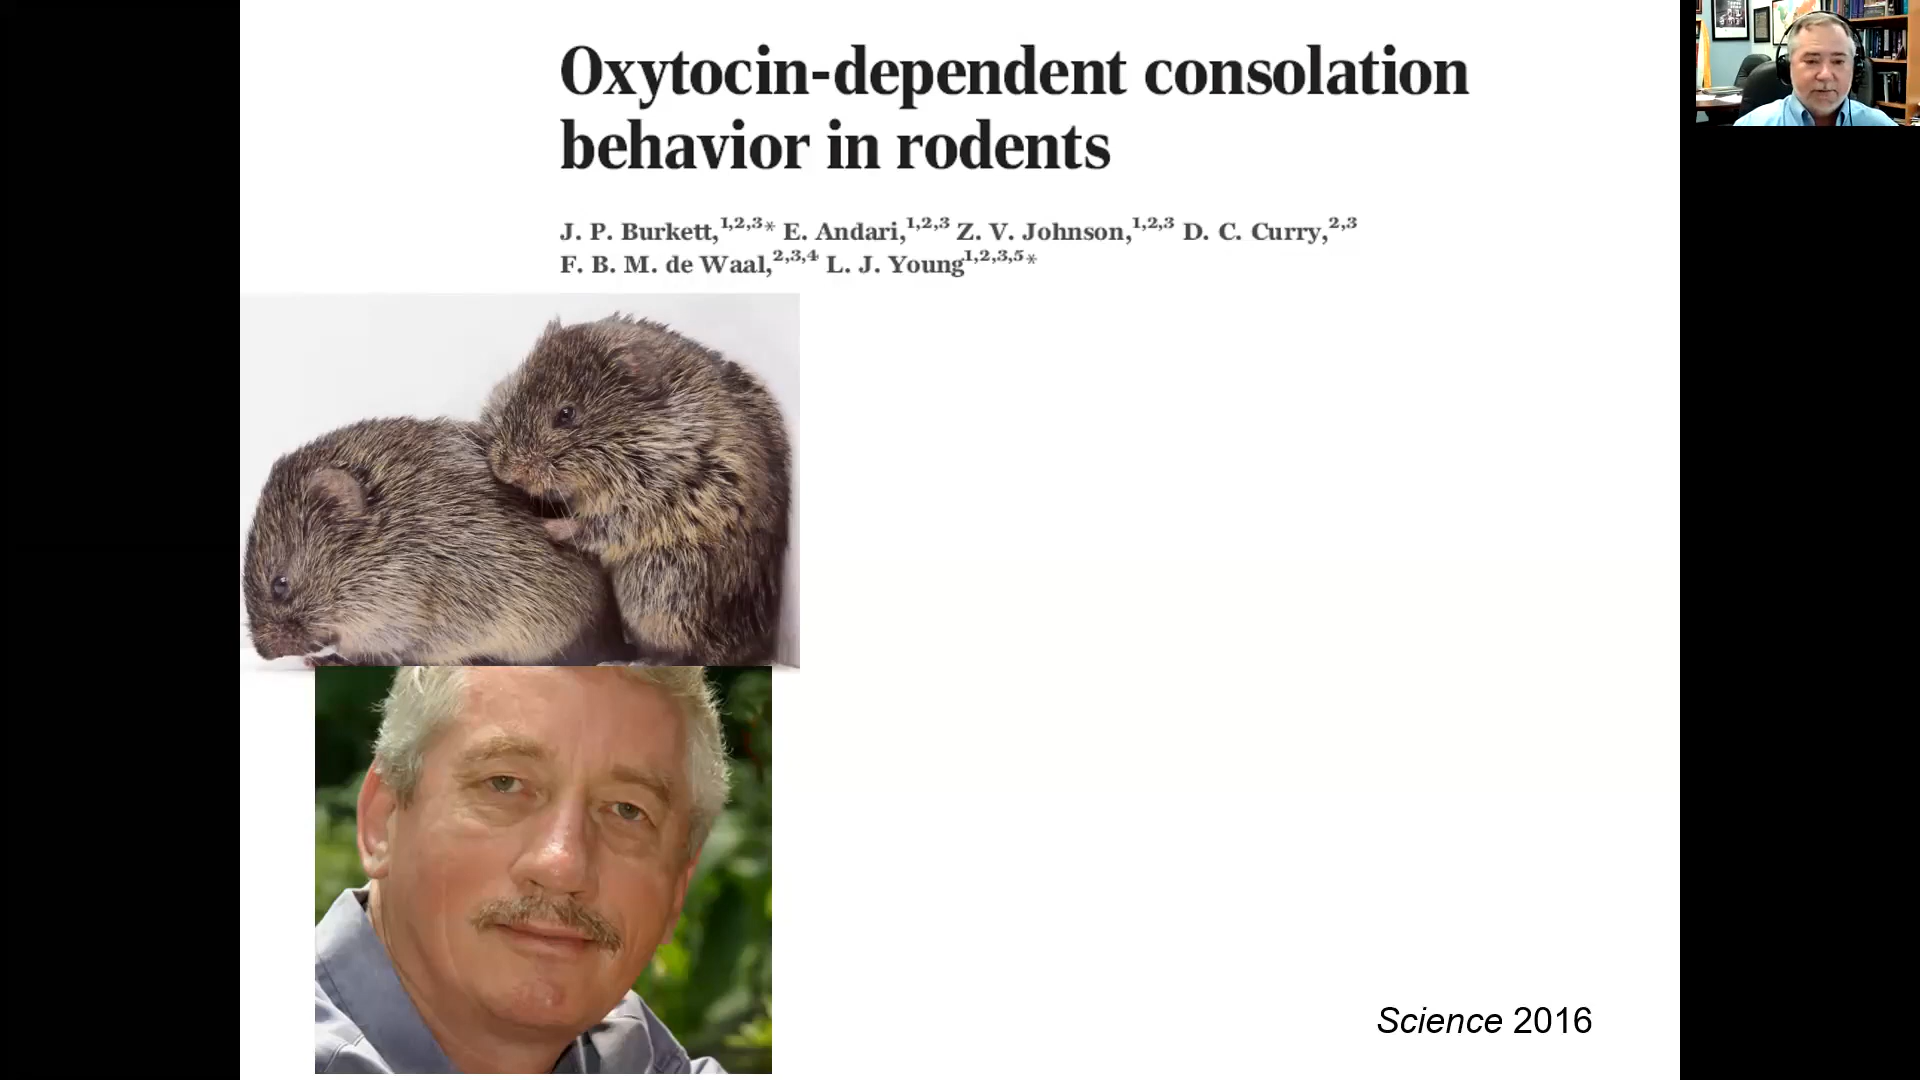 Oxytocin-dependent consolation
behavior in rodents
J. P. Burkett,1,2,3* E. Andari,1,2,3 Z. V. Johnson,1,2,3 D. C. Curry,2,3
F. B. M. de Waal,2,3,4 L. J. Young1,2,3,5*
Science 2016